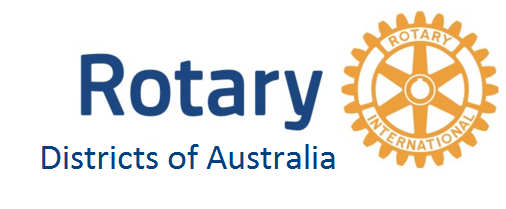 Rotary
Districts of Australia
ROTARY
INTERNATIONAL